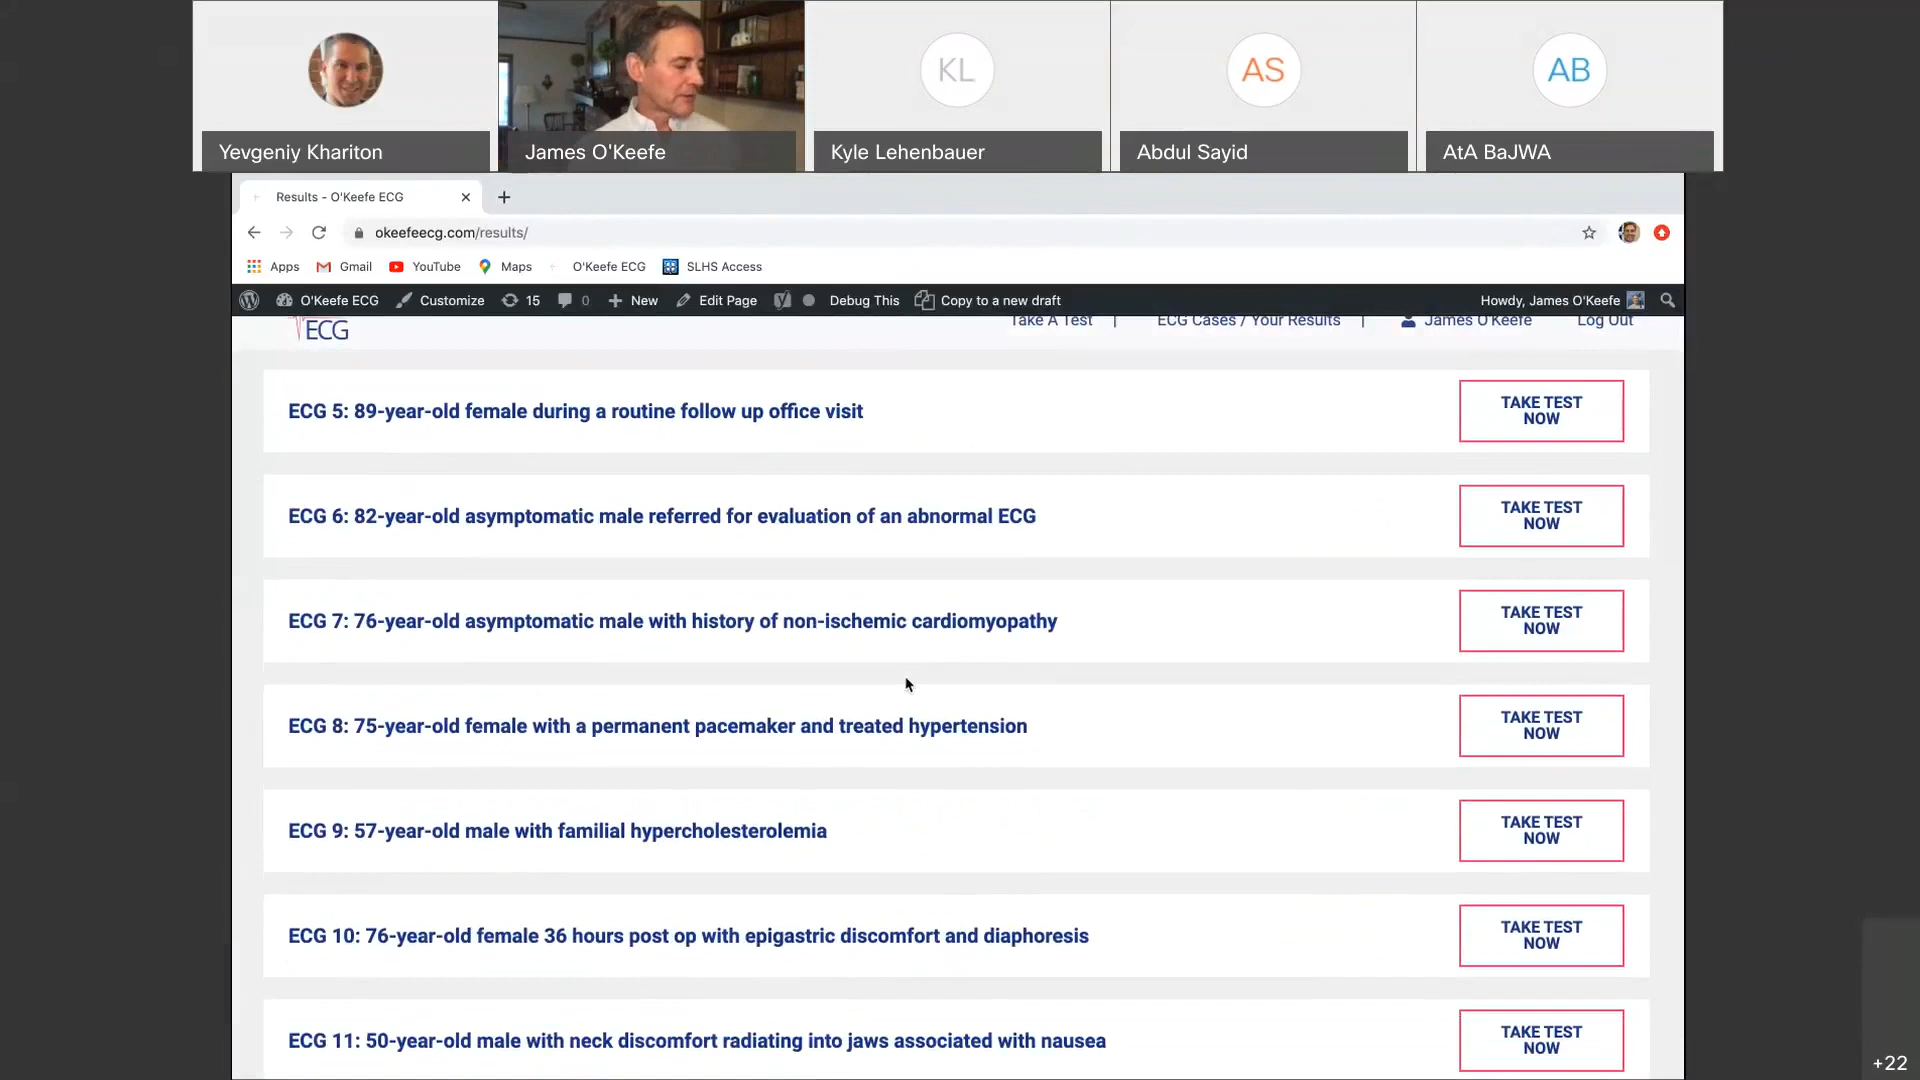 KL
AS
AB
Yevgeniy Khariton
James O'Keefe
Kyle Lehenbauer
Abdul Sayid
AtA BaJWA
Results - O'Keefe ECG
okeefeecg.com/results/
Apps
Gmail
YouTube
Maps
O'Keefe ECG
SLHS Access
O'Keefe ECG
Customize
15
0
New
Edit Page
Debug This
Copy to a new draft
Howdy, James O'Keefe
ECG
Take A Test
ECG Cases / Your Results
James O'Keefe
Log Out
ECG 5: 89-year-old female during a routine follow up office visit
TAKE TEST
NOW
ECG 6: 82-year-old asymptomatic male referred for evaluation of an abnormal ECG
TAKE TEST
NOW
ECG 7: 76-year-old asymptomatic male with history of non-ischemic cardiomyopathy
TAKE TEST
NOW
ECG 8: 75-year-old female with a permanent pacemaker and treated hypertension
TAKE TEST
NOW
ECG 9: 57-year-old male with familial hypercholesterolemia
TAKE TEST
NOW
ECG 10: 76-year-old female 36 hours post op with epigastric discomfort and diaphoresis
TAKE TEST
NOW
ECG 11: 50-year-old male with neck discomfort radiating into jaws associated with nausea
TAKE TEST
NOW
+22